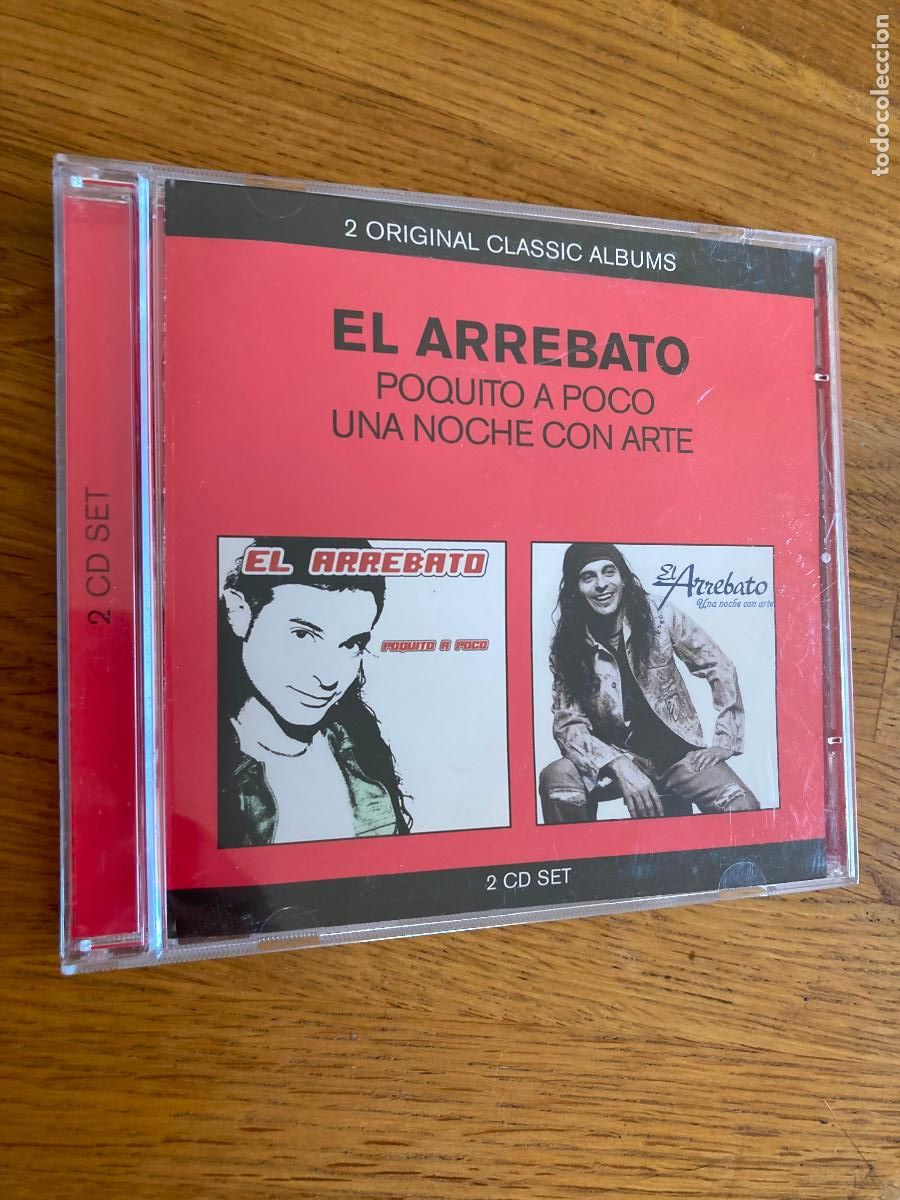 2 ORIGINAL CLASSIC ALBUMS
EL ARREBATO
POQUITO A POCO
UNA NOCHE CON ARTE
EL ARREBATO
POQUITO A POCO
El Arrebato
Una noche con arte
2 CD SET
2 CD SET
todocoleccion